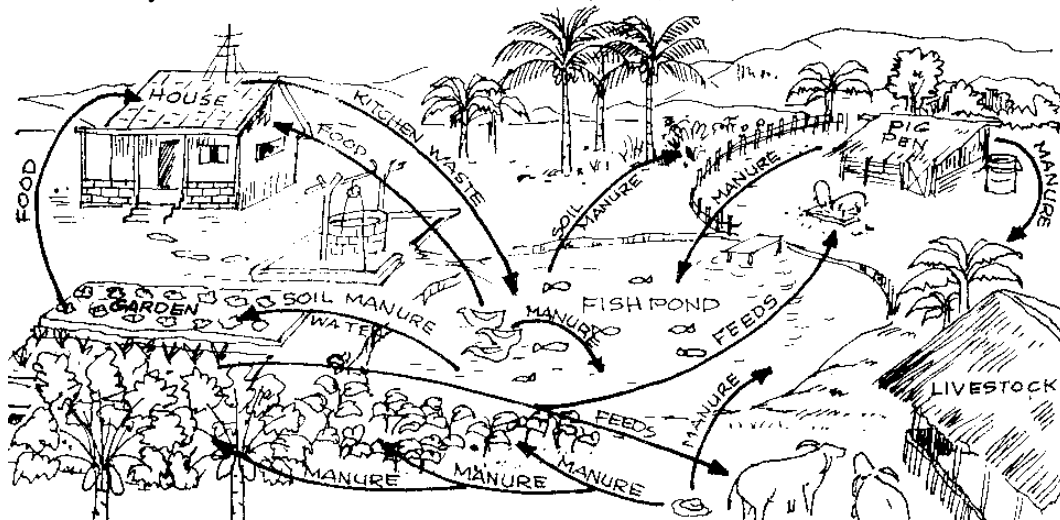 HOUSE
KITCHEN WASTE
FOOD
FOOD
PIG
PEN
MANURE
MANURE
SOIL
MANURE
GARDEN
SOIL MANURE
WATER
MANURE
FISHPOND
FEEDS
LIVESTOCK
FEEDS
MANURE
MANURE
MANURE
MANURE